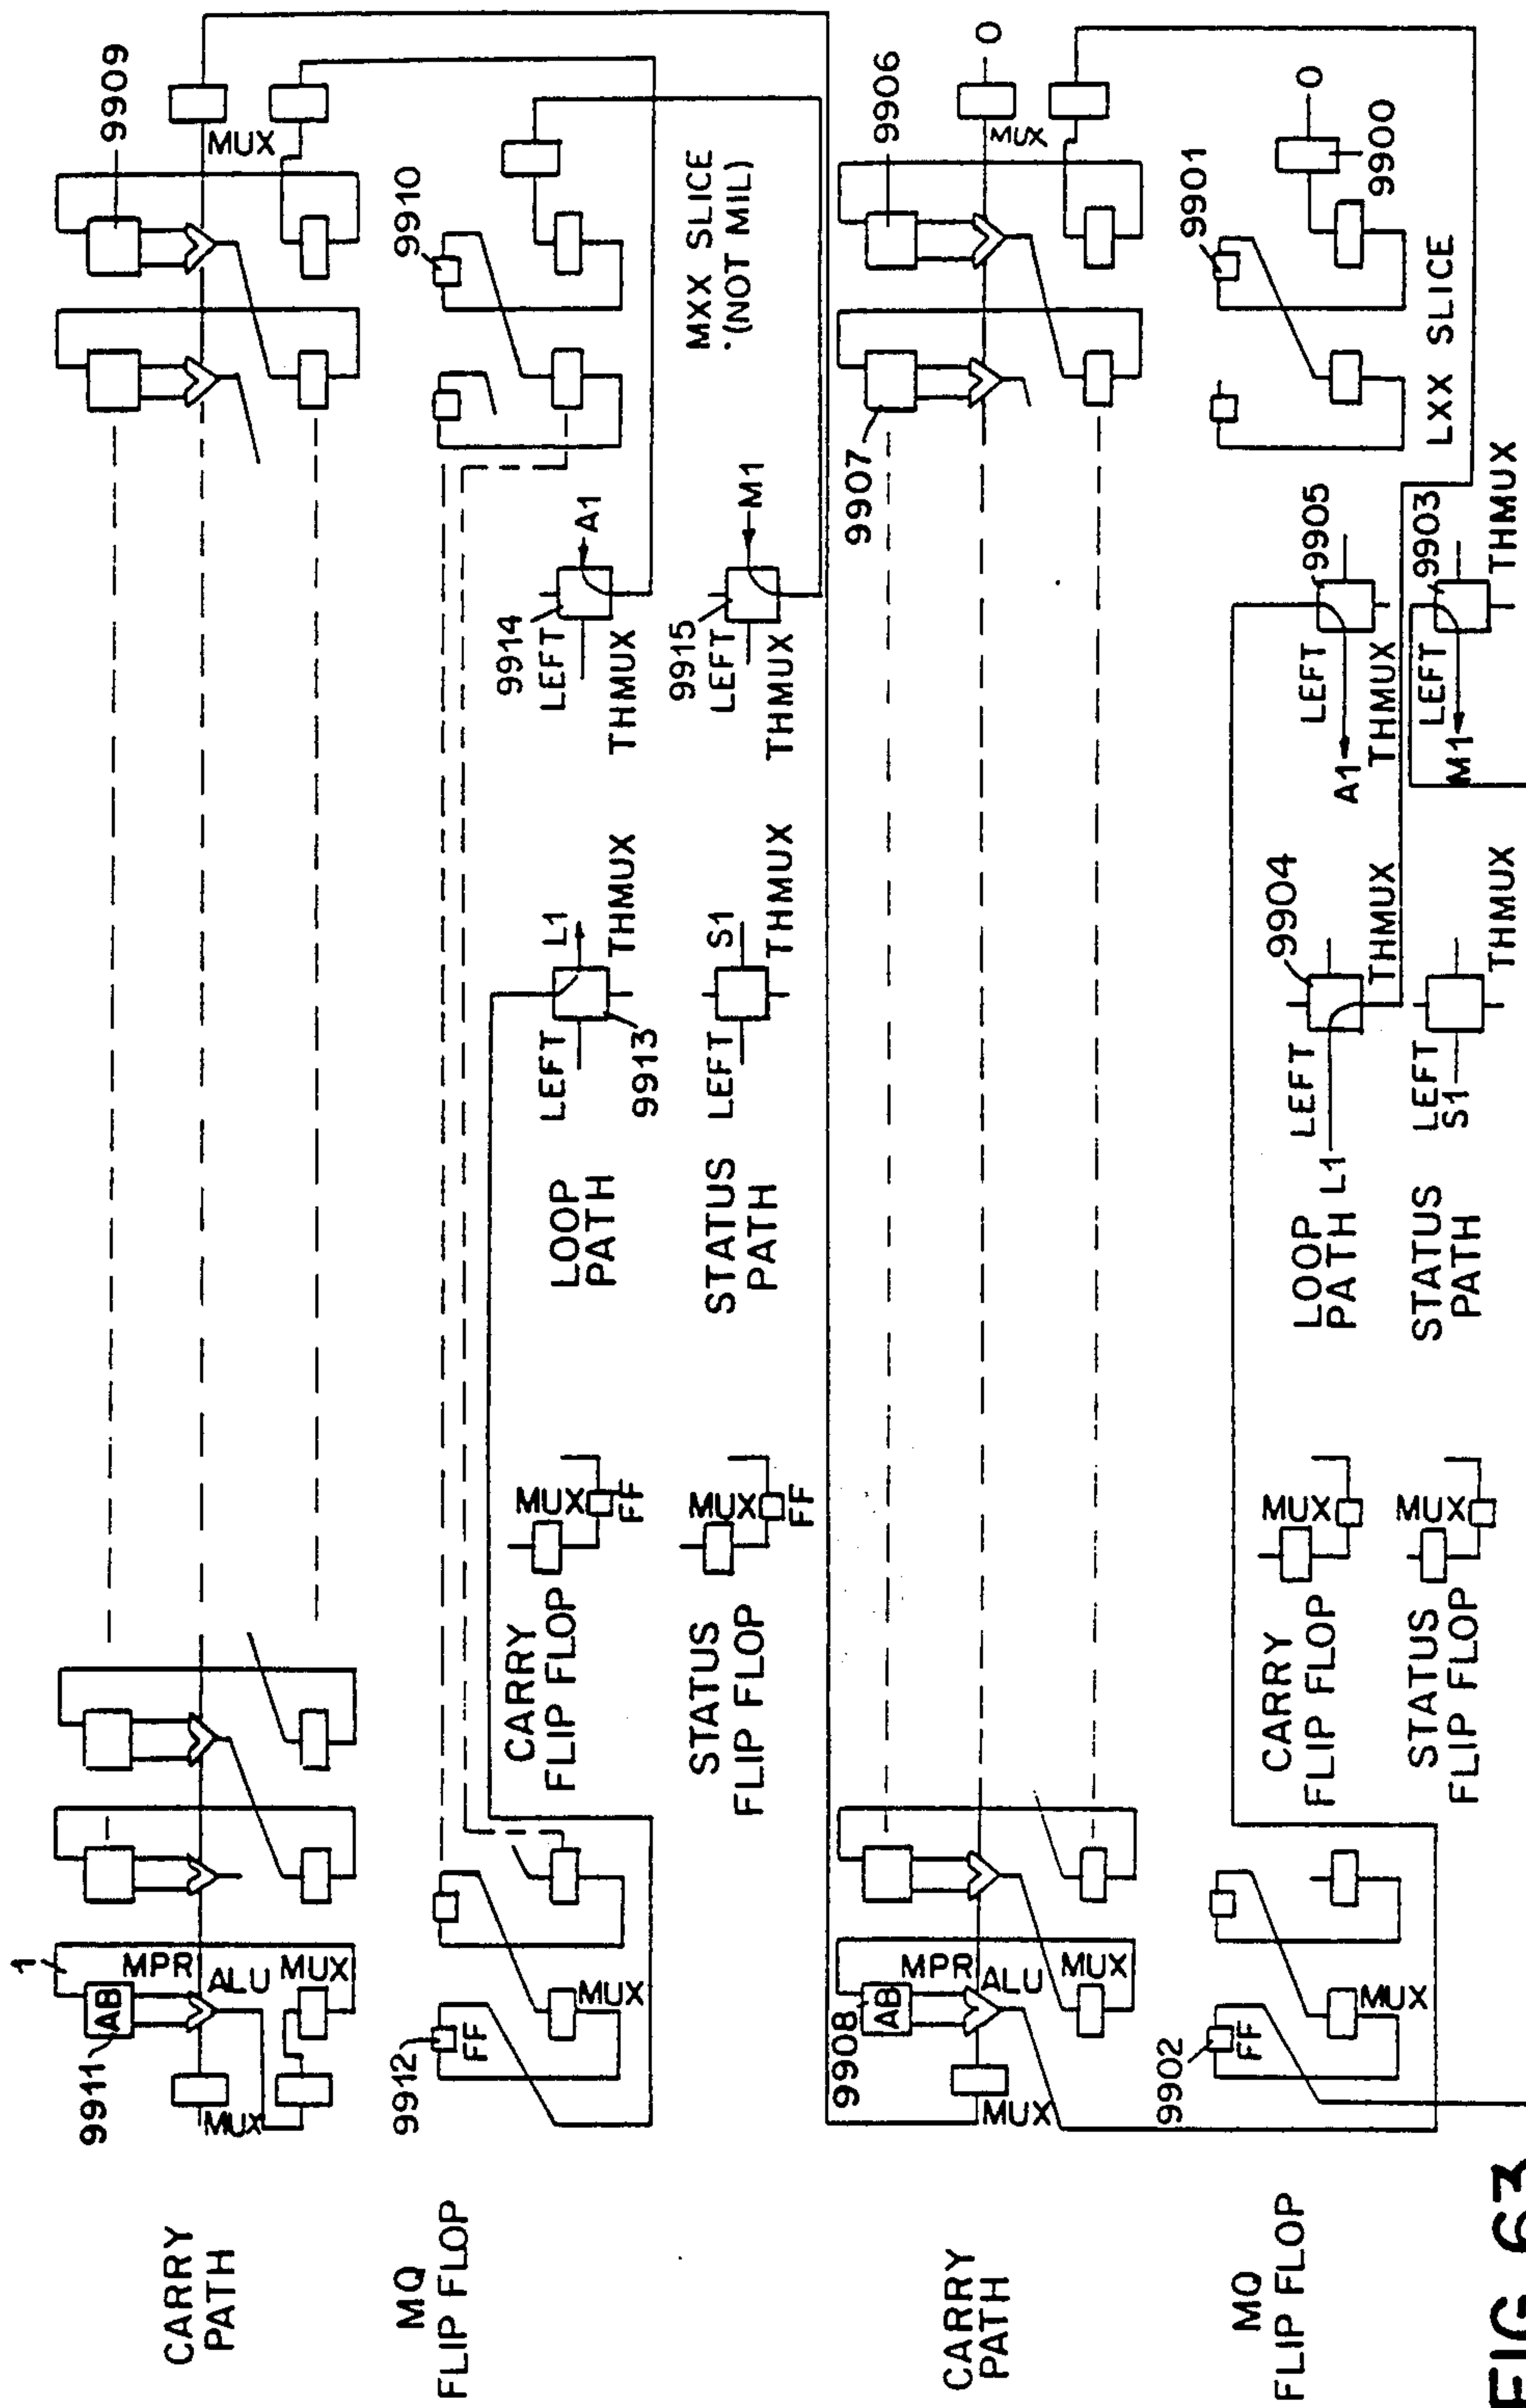 CARRY
PATH
9911
1
AB
MPR
ALU
MUX
MUX
MUX
9909
MQ
FLIP FLOP
9912
FF
MUX
9910
CARRY
FLIP FLOP
MUX
FF
LOOP
PATH
LEFT
L1
9913
THMUX
9914
LEFT
A1
THMUX
STATUS
FLIP FLOP
MUX
FF
STATUS
PATH
LEFT
S1
THMUX
9915
LEFT
M1
THMUX
MXX SLICE
(NOT MIL)
CARRY
PATH
9908
AB
MPR
ALU
MUX
MUX
9907
9906
MUX
0
MQ
FLIP FLOP
9902
FF
MUX
9901
0
9900
CARRY
FLIP FLOP
MUX
LOOP
PATH
L1
LEFT
9904
THMUX
LEFT
9905
A1
THMUX
LXX SLICE
STATUS
FLIP FLOP
MUX
STATUS
PATH
LEFT
S1
THMUX
LEFT
9903
M1
THMUX
FIG 63